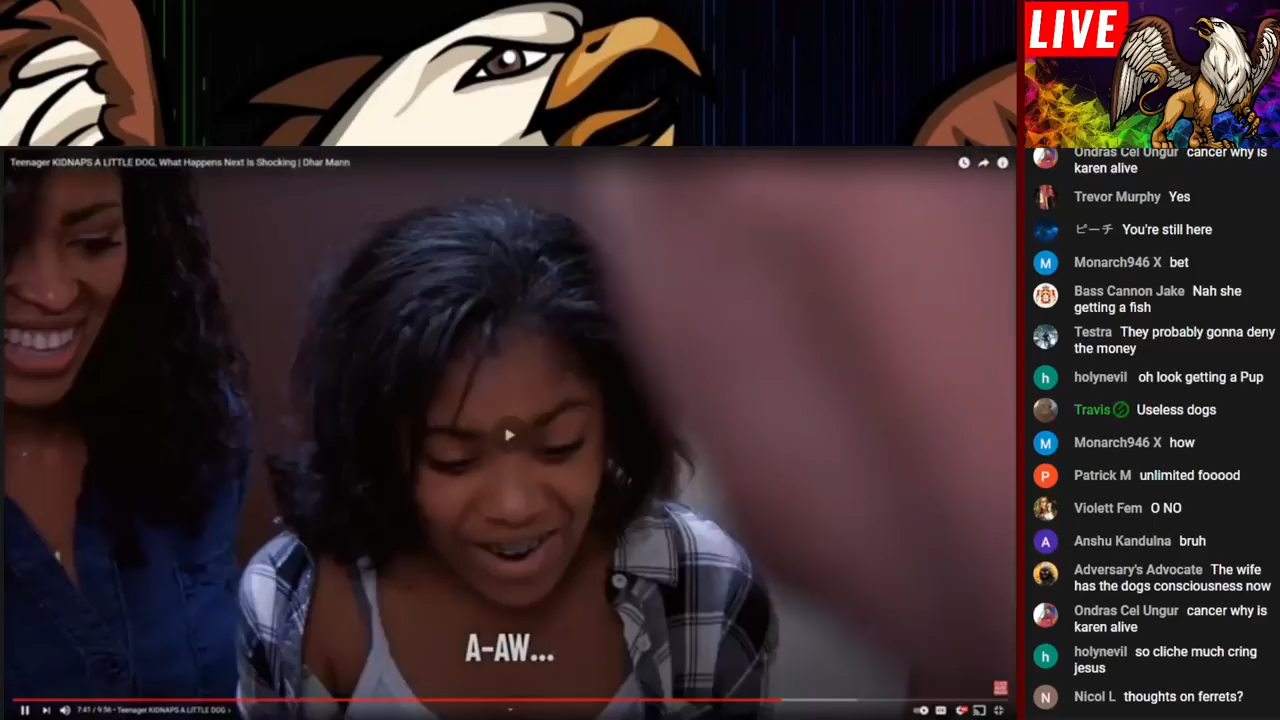 LIVE
Teenager KIDNAPS A LITTLE DOG, What Happens Next Is Shocking | Dhar Mann
A-AW...
7:41 / 9:56 • Teenager KIDNAPS A LITTLE DOG ›
Ondras Cel Ungur cancer why is
karen alive
Trevor Murphy Yes
ピーチ You're still here
M Monarch946 X bet
Bass Cannon Jake Nah she
getting a fish
Testra They probably gonna deny
the money
h holynevil oh look getting a Pup
Travis Useless dogs
M Monarch946 X how
P Patrick M unlimited fooood
Violett Fem O NO
A Anshu Kandulna bruh
Adversary's Advocate The wife
has the dogs consciousness now
Ondras Cel Ungur cancer why is
karen alive
h holynevil so cliche much cring
jesus
N Nicol L thoughts on ferrets?